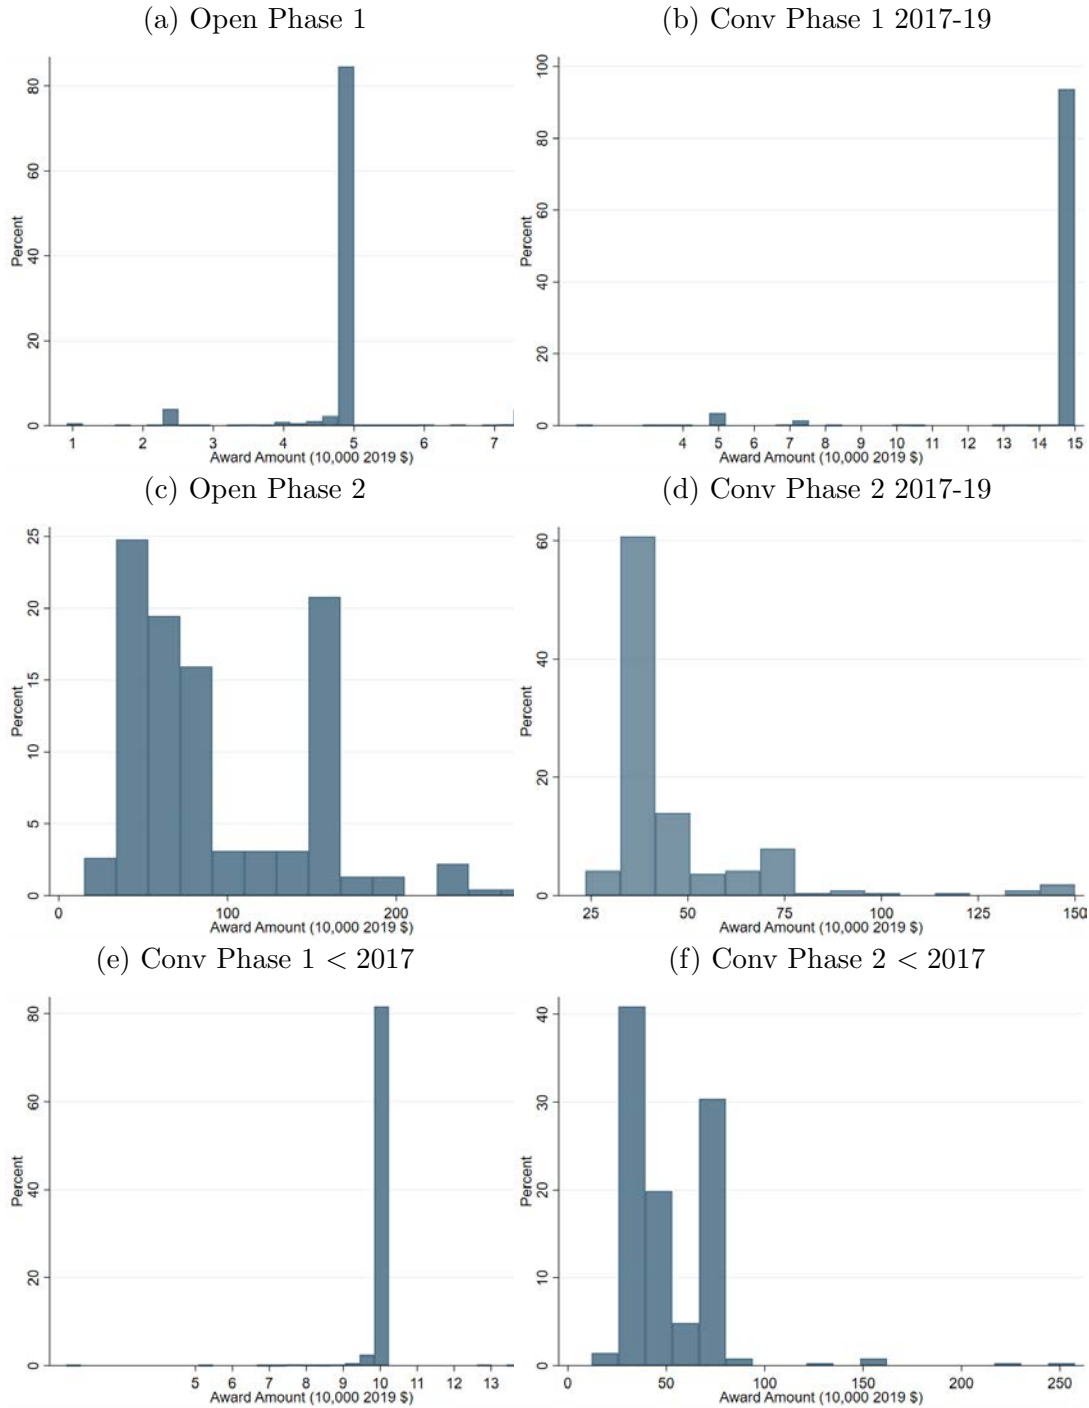 (a) Open Phase 1
Percent
80
60
40
20
0
1 2 3 4 5 6 7
Award Amount (10,000 2019 $)
(b) Conv Phase 1 2017-19
Percent
100
80
60
40
20
0
4 5 6 7 8 9 10 11 12 13 14 15
Award Amount (10,000 2019 $)
(c) Open Phase 2
Percent
25
20
15
10
5
0
0 100 200
Award Amount (10,000 2019 $)
(d) Conv Phase 2 2017-19
Percent
60
40
20
0
25 50 75 100 125 150
Award Amount (10,000 2019 $)
(e) Conv Phase 1 < 2017
Percent
80
60
40
20
0
5 6 7 8 9 10 11 12 13
Award Amount (10,000 2019 $)
(f) Conv Phase 2 < 2017
Percent
40
30
20
10
0
0 50 100 150 200 250
Award Amount (10,000 2019 $)